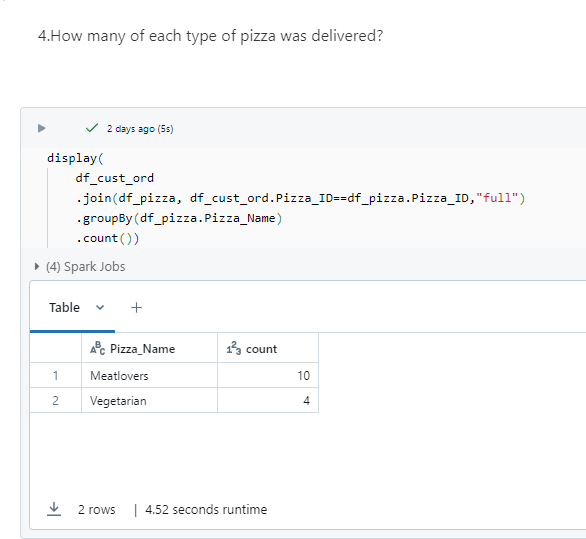 4.How many of each type of pizza was delivered?
2 days ago (5s)
display(
df_cust_ord
.join(df_pizza, df_cust_ord.Pizza_ID==df_pizza.Pizza_ID,"full")
.groupBy(df_pizza.Pizza_Name)
.count())
(4) Spark Jobs
Table +
ABC Pizza_Name 123 count
1 Meatlovers 10
2 Vegetarian 4
2 rows | 4.52 seconds runtime